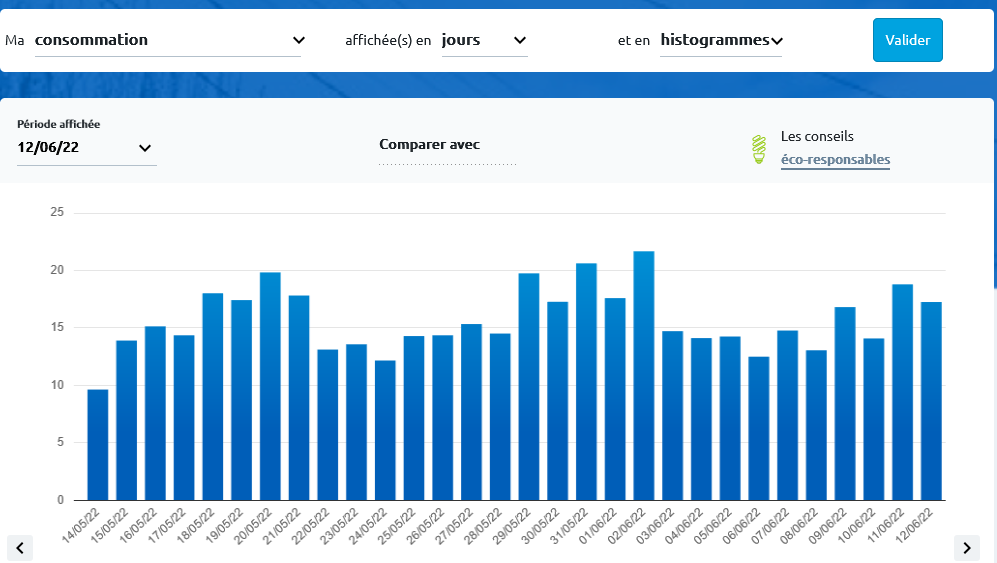 Ma consommation affichée(s) en jours et en histogrammes Valider
Période affichée
12/06/22
Comparer avec
Les conseils
éco-responsables
25
20
15
10
5
0
14/05/22 15/05/22 16/05/22 17/05/22 18/05/22 19/05/22 20/05/22 21/05/22 22/05/22 23/05/22 24/05/22 25/05/22 26/05/22 27/05/22 28/05/22 29/05/22 30/05/22 31/05/22 01/06/22 02/06/22 03/06/22 04/06/22 05/06/22 06/06/22 07/06/22 08/06/22 09/06/22 10/06/22 11/06/22 12/06/22